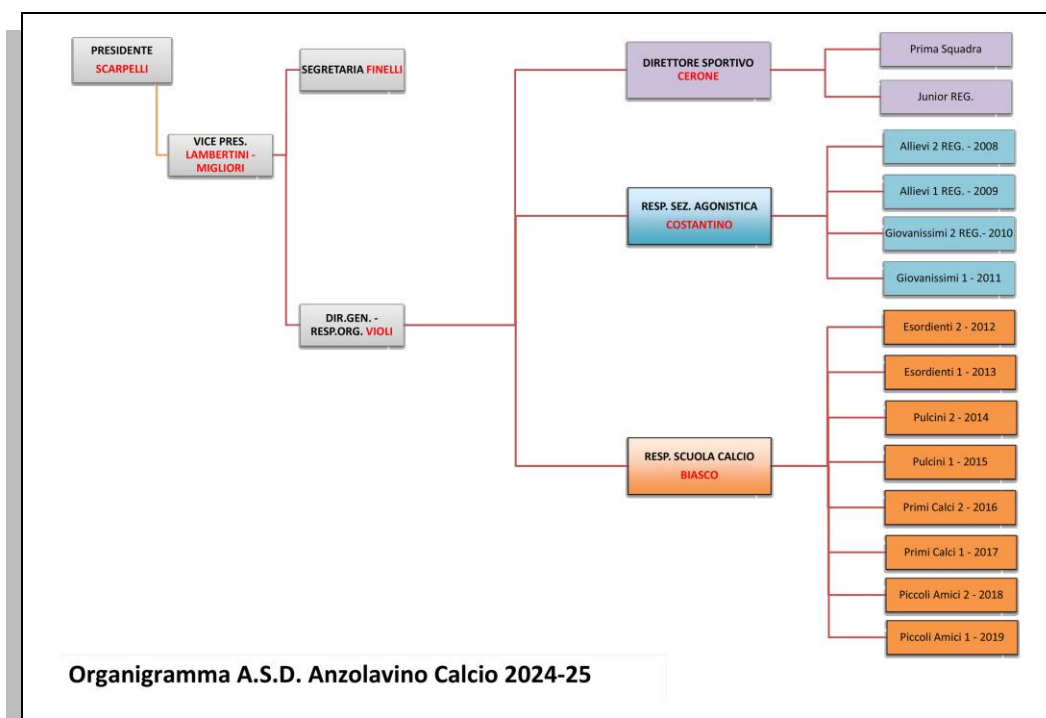 PRESIDENTE
SCARPELLI
VICE PRES.
LAMBERTINI -
MIGLIORI
SEGRETARIA FINELLI
DIR.GEN. -
RESP.ORG. VIOLI
DIRETTORE SPORTIVO
CERONE
Prima Squadra
Junior REG.
RESP. SEZ. AGONISTICA
COSTANTINO
Allievi 2 REG. - 2008
Allievi 1 REG. - 2009
Giovanissimi 2 REG.- 2010
Giovanissimi 1 - 2011
RESP. SCUOLA CALCIO
BIASCO
Esordienti 2 - 2012
Esordienti 1 - 2013
Pulcini 2 - 2014
Pulcini 1 - 2015
Primi Calci 2 - 2016
Primi Calci 1 - 2017
Piccoli Amici 2 - 2018
Piccoli Amici 1 - 2019
Organigramma A.S.D. Anzolavino Calcio 2024-25